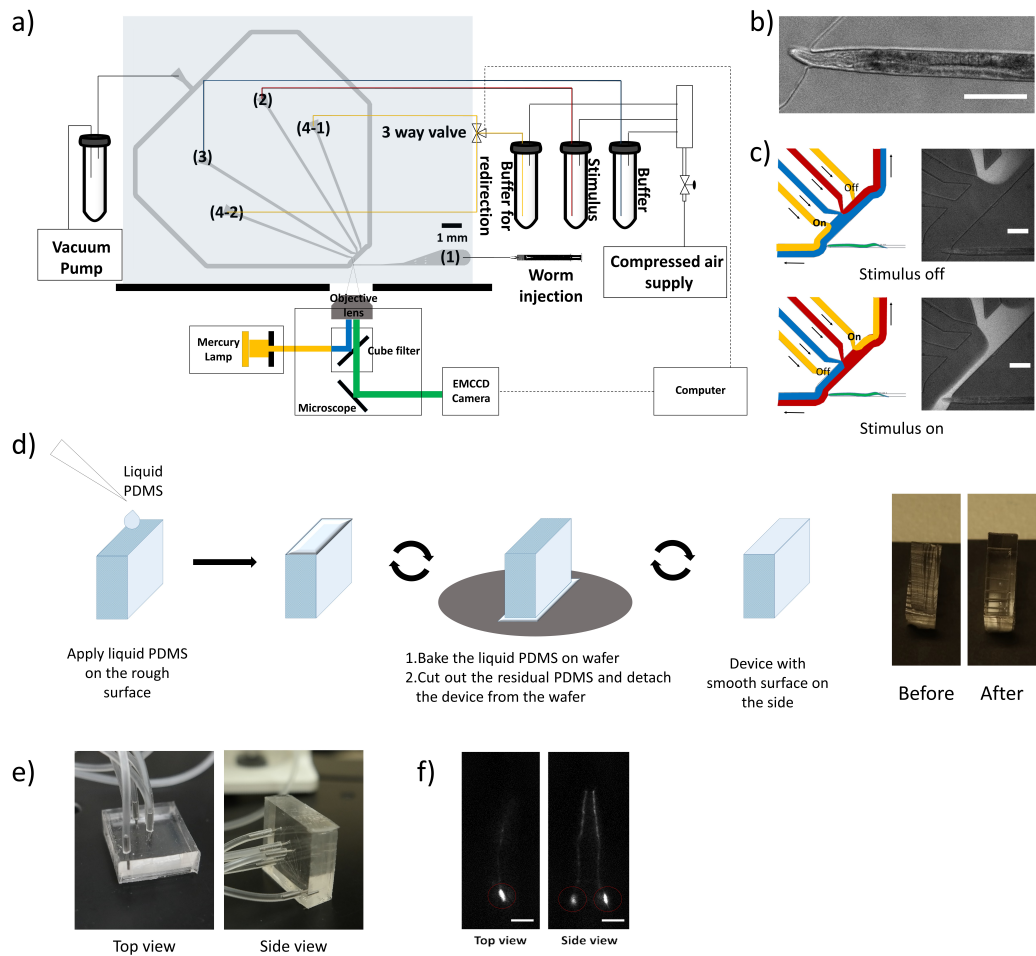 a)
(2)
(4-1)
(3)
(4-2)
(1)
1 mm
3 way valve
Buffer for
redirection
Stimulus
Buffer
Vacuum
Pump
Worm
injection
Compressed air
supply
Objective
lens
Mercury
Lamp
Cube filter
Microscope
EMCCD
Camera
Computer
b)
c)
Off
On
Stimulus off
On
Off
Stimulus on
d)
Liquid
PDMS
Apply liquid PDMS
on the rough
surface
1.Bake the liquid PDMS on wafer
2.Cut out the residual PDMS and detach
the device from the wafer
Device with
smooth surface on
the side
Before
After
e)
Top view
Side view
f)
Top view
Side view